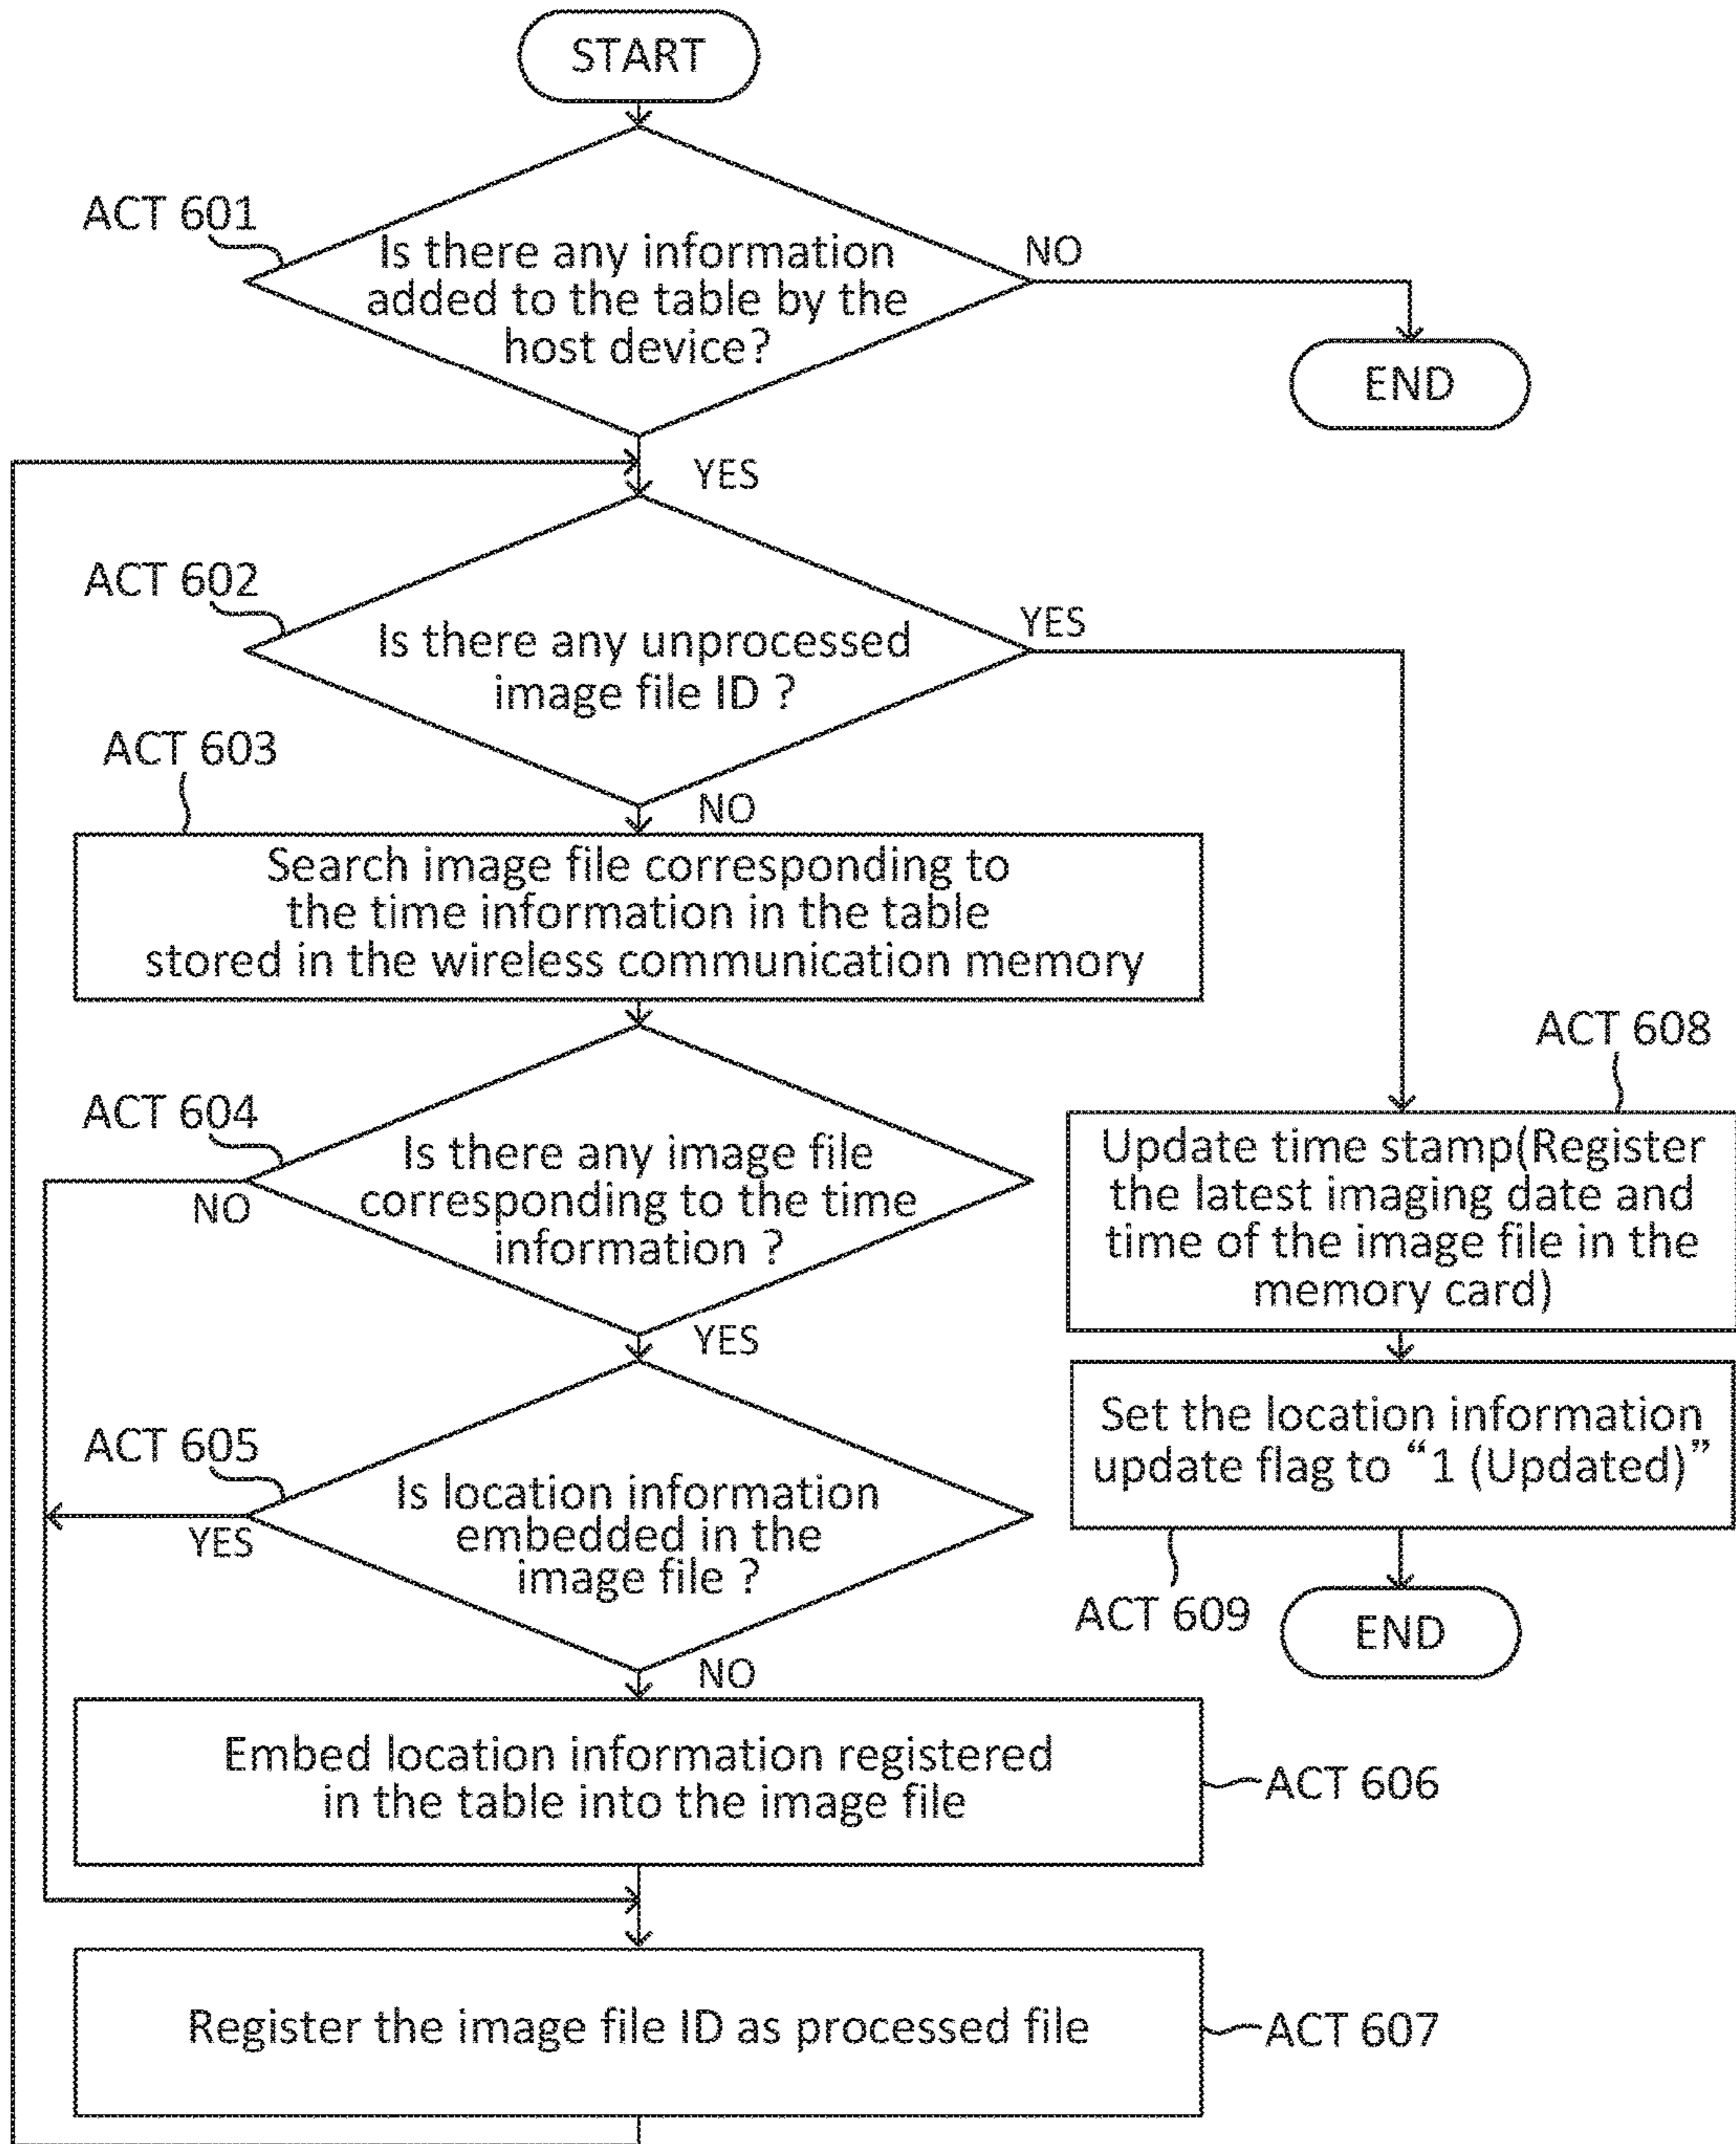 START
ACT 601
Is there any information
added to the table by the
host device?
NO
END
YES
ACT 602
Is there any unprocessed
image file ID ?
YES
NO
ACT 603
Search image file corresponding to
the time information in the table
stored in the wireless communication memory
ACT 604
Is there any image file
corresponding to the time
information ?
NO
YES
ACT 605
Is location information
embedded in the
image file ?
YES
NO
Embed location information registered
in the table into the image file
ACT 606
Register the image file ID as processed file
ACT 607
ACT 608
Update time stamp(Register
the latest imaging date and
time of the image file in the
memory card)
Set the location information
update flag to “1 (Updated)”
ACT 609
END